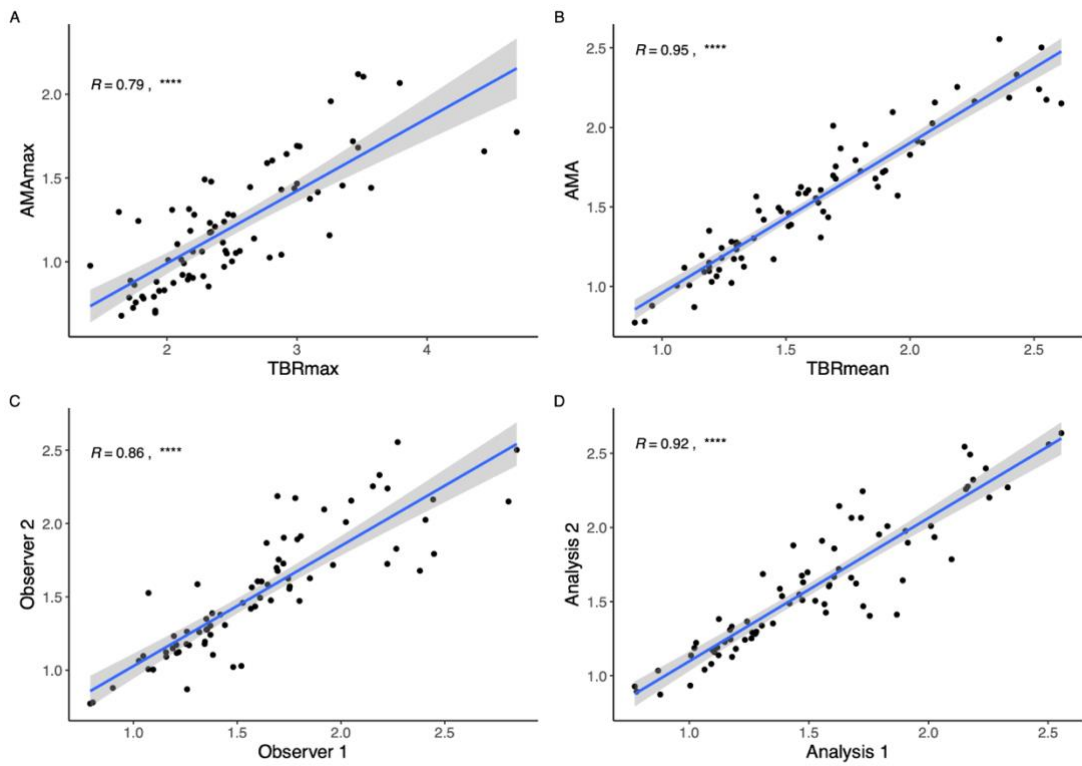 A
R = 0.79 , ****
AMAmax
2.0
1.5
1.0
2
3
4
TBRmax
B
R = 0.95 , ****
AMA
2.5
2.0
1.5
1.0
1.0
1.5
2.0
2.5
TBRmean
C
R = 0.86 , ****
Observer 2
2.5
2.0
1.5
1.0
1.0
1.5
2.0
2.5
Observer 1
D
R = 0.92 , ****
Analysis 2
2.5
2.0
1.5
1.0
1.0
1.5
2.0
2.5
Analysis 1